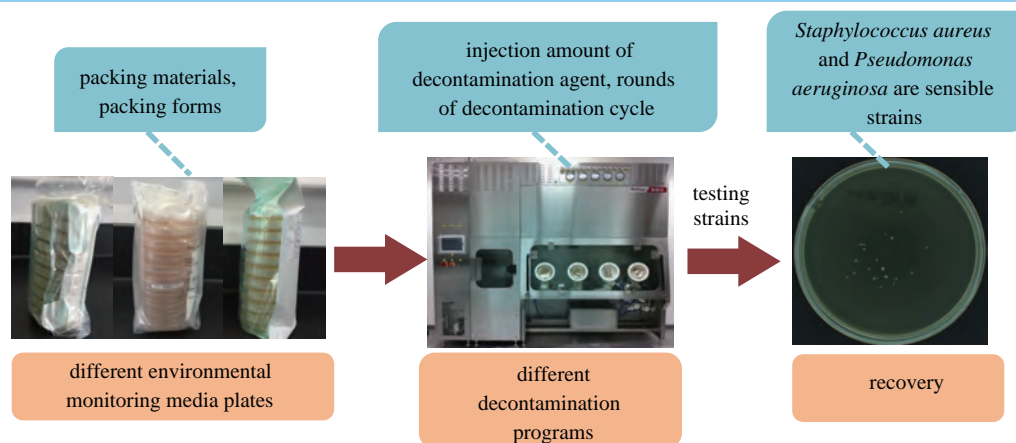 packing materials,
packing forms
injection amount of
decontamination agent, rounds
of decontamination cycle
Staphylococcus aureus
and Pseudomonas
aeruginosa are sensible
strains
testing
strains
different environmental
monitoring media plates
different
decontamination
programs
recovery